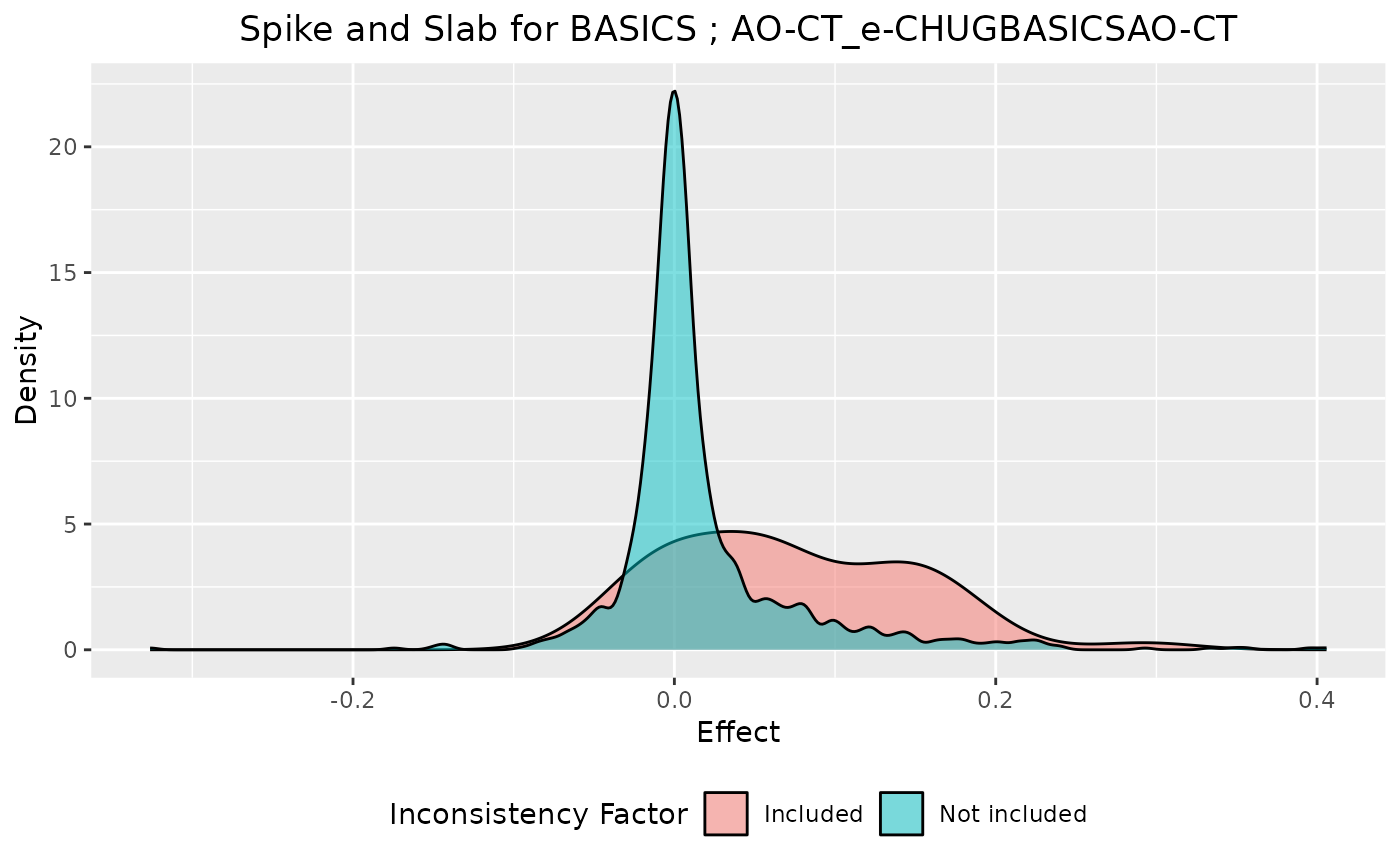 Spike and Slab for BASICS ; AO-CT_e-CHUGBASICSAO-CT
20
15
10
5
0
Density
-0.2
0.0
0.2
0.4
Effect
Inconsistency Factor
Included
Not included